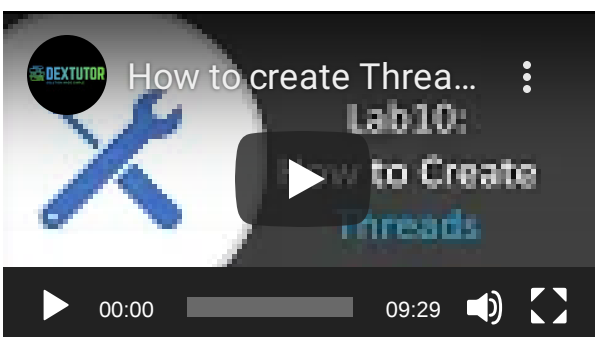 DEXTUTOR
How to create Threa...
Lab10:
How to Create
Threads
00:00
09:29